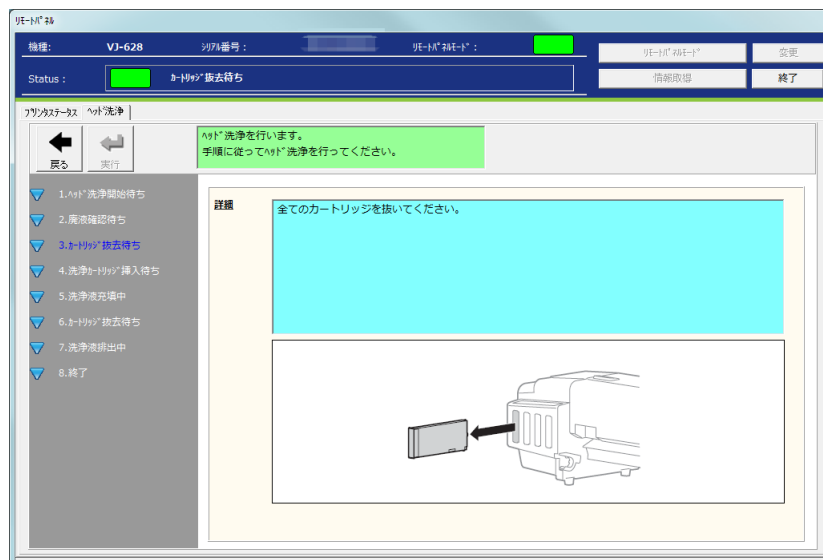 ﾘﾓｰﾄﾊﾟﾈﾙ
機種: VJ-628 ｼﾘｱﾙ番号： ﾘﾓｰﾄﾊﾟﾈﾙﾓｰﾄﾞ：
ﾘﾓｰﾄﾊﾟﾈﾙﾓｰﾄﾞ 変更
Status： ｶｰﾄﾘｯｼﾞ抜去待ち
情報取得 終了
ﾌﾟﾘﾝﾀｽﾃｰﾀｽ ﾍｯﾄﾞ洗浄
戻る 実行
ﾍｯﾄﾞ洗浄を行います。
手順に従ってﾍｯﾄﾞ洗浄を行ってください。
1.ﾍｯﾄﾞ洗浄開始待ち
2.廃液確認待ち
3.ｶｰﾄﾘｯｼﾞ抜去待ち
4.洗浄ｶｰﾄﾘｯｼﾞ挿入待ち
5.洗浄液充填中
6.ｶｰﾄﾘｯｼﾞ抜去待ち
7.洗浄液排出中
8.終了
詳細
全てのカートリッジを抜いてください。